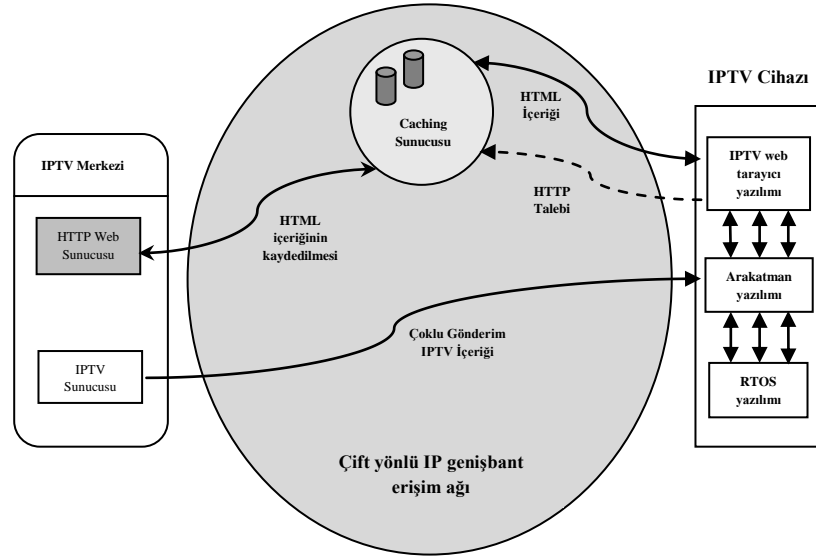 IPTV Merkezi
HTTP Web
Sunucusu
IPTV
Sunucusu
Caching
Sunucusu
HTML
içeriğinin
kaydedilmesi
HTML
İçeriği
HTTP
Talebi
Çoklu Gönderim
IPTV İçeriği
Çift yönlü IP genişbant
erişim ağı
IPTV Cihazı
IPTV web
tarayıcı
yazılımı
Arakatman
yazılımı
RTOS
yazılımı